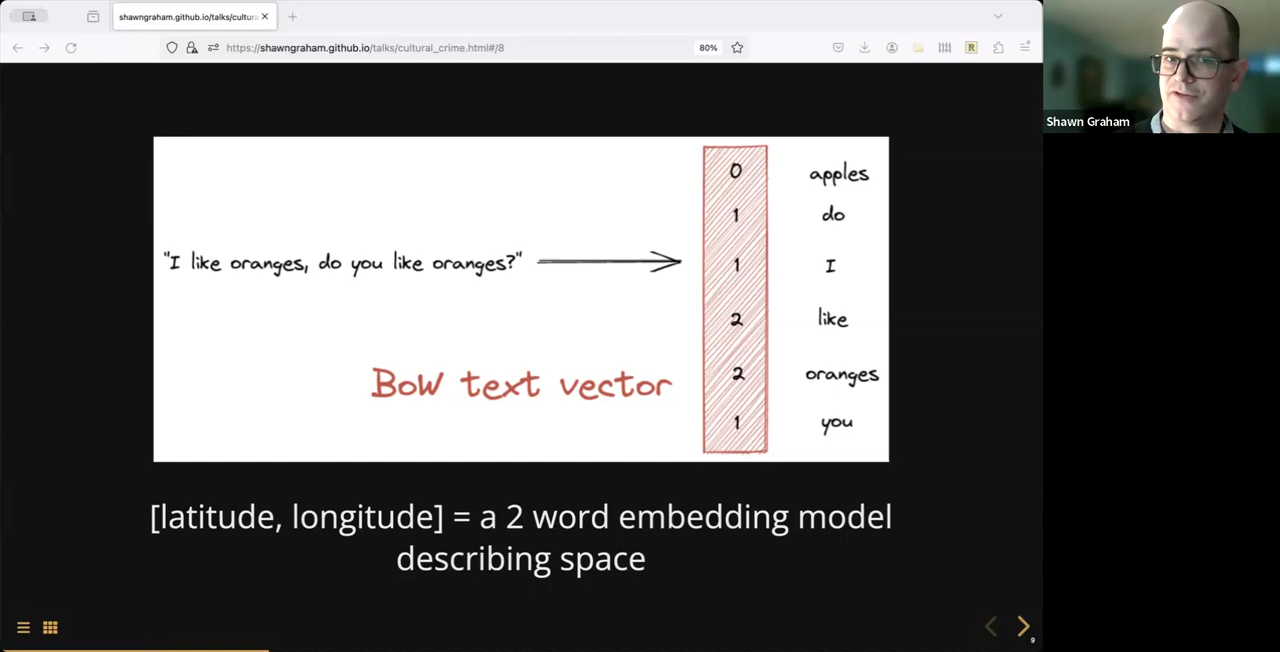 shawngraham.github.io/talks/cultura
https://shawngraham.github.io/talks/cultural_crime.html#/8
80%
R
Shawn Graham
"I like oranges, do you like oranges?"
BoW text vector
0 apples
1 do
1 I
2 like
2 oranges
1 you
[latitude, longitude] = a 2 word embedding model
describing space
9